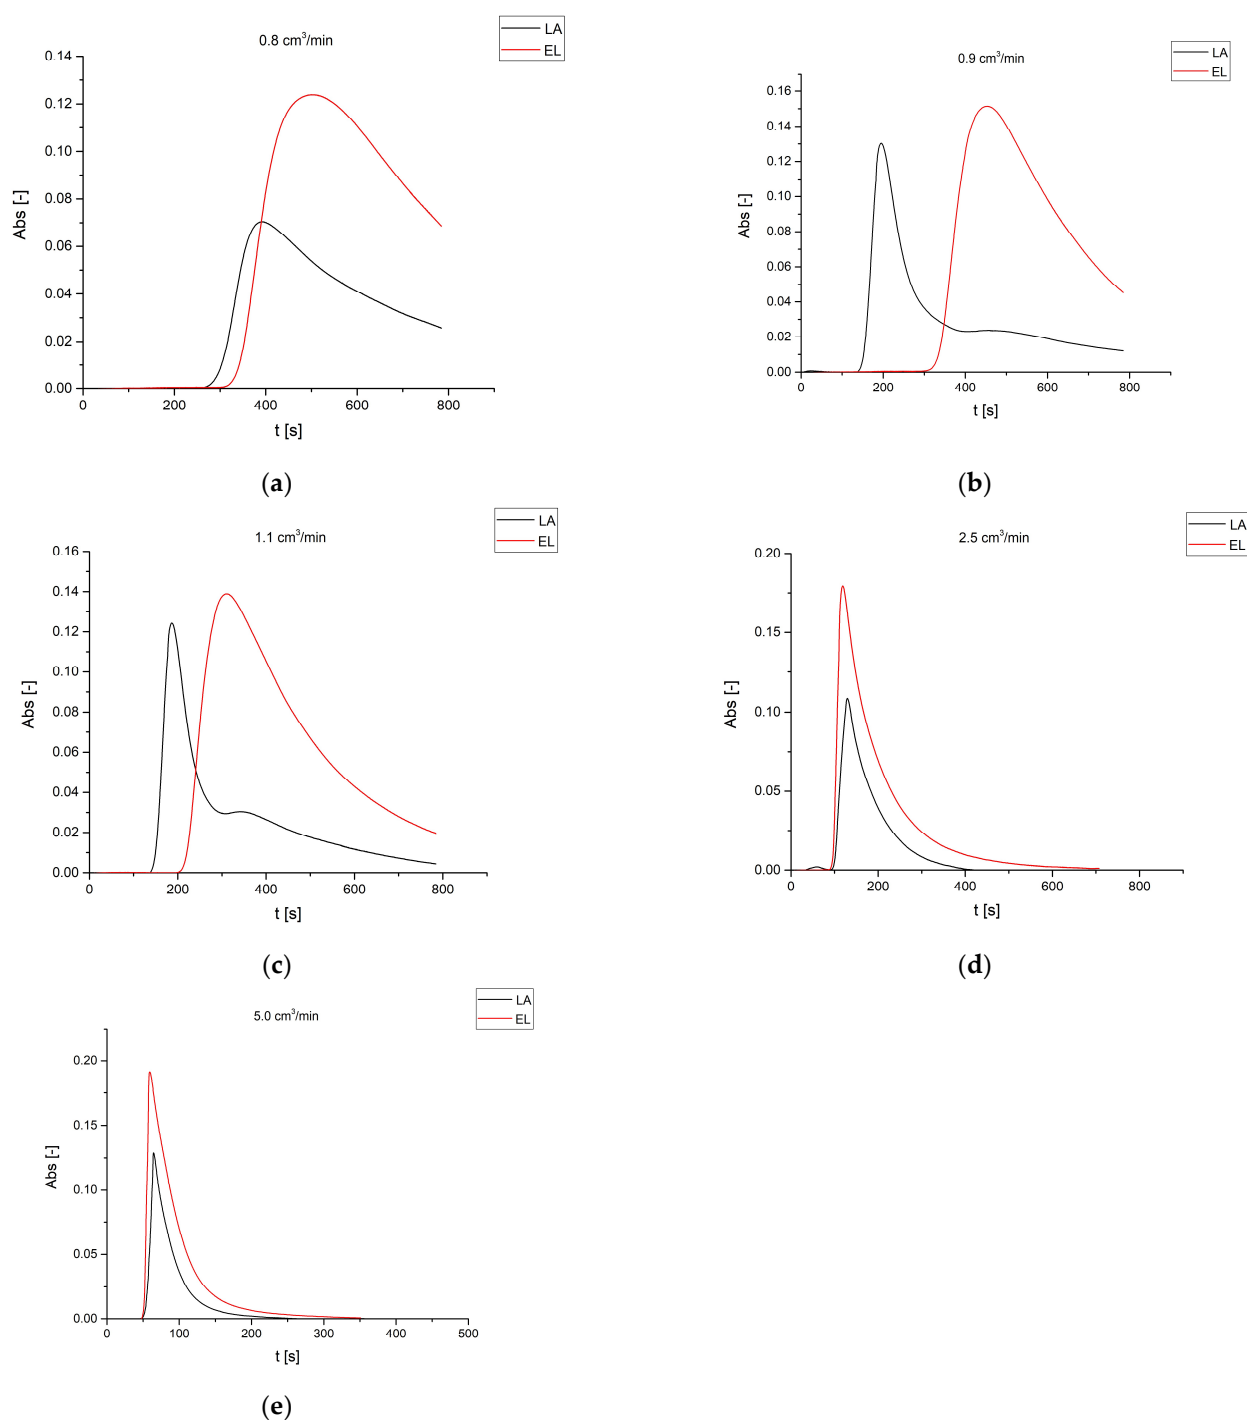 0.8 cm³/min
LA
EL
0.14
0.12
0.10
0.08
0.06
0.04
0.02
0.00
Abs [-]
0 200 400 600 800
t [s]
(a)
0.9 cm³/min
LA
EL
0.16
0.14
0.12
0.10
0.08
0.06
0.04
0.02
0.00
Abs [-]
0 200 400 600 800
t [s]
(b)
1.1 cm³/min
LA
EL
0.16
0.14
0.12
0.10
0.08
0.06
0.04
0.02
0.00
Abs [-]
0 200 400 600 800
t [s]
(c)
2.5 cm³/min
LA
EL
0.20
0.15
0.10
0.05
0.00
Abs [-]
0 200 400 600 800
t [s]
(d)
5.0 cm³/min
LA
EL
0.20
0.15
0.10
0.05
0.00
Abs [-]
0 100 200 300 400 500
t [s]
(e)